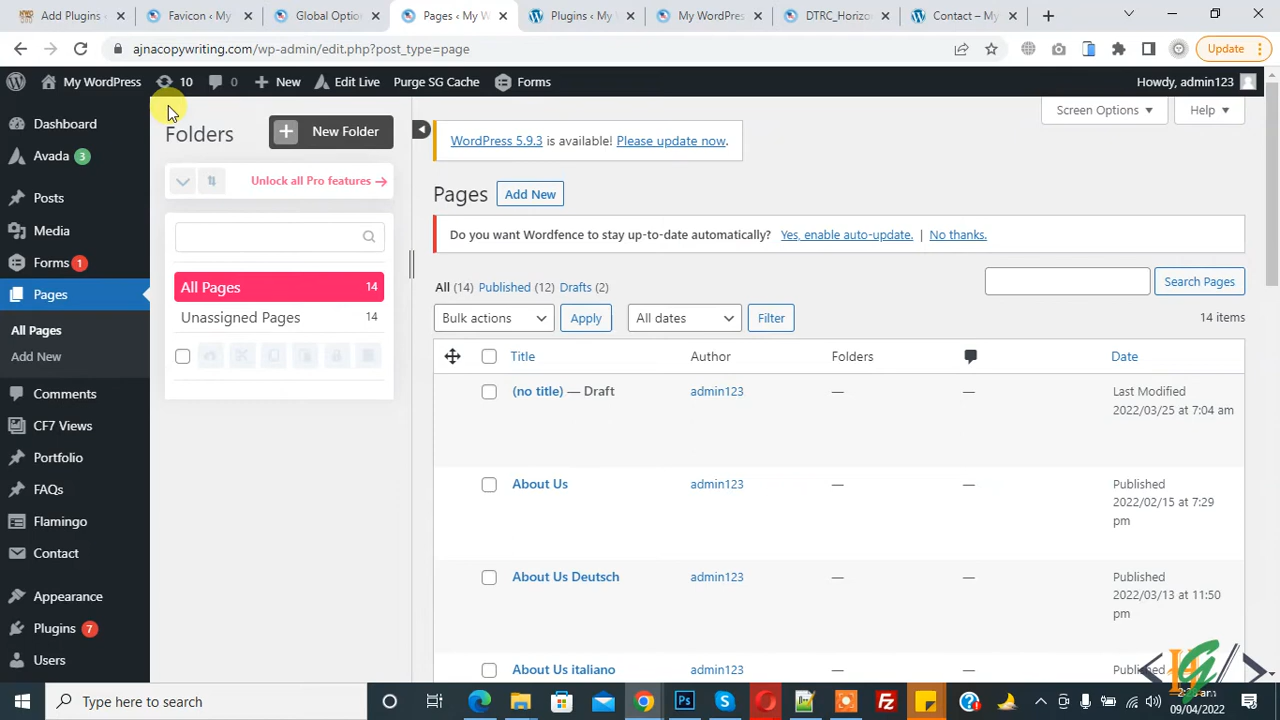 Add Plugins ‹
Favicon ‹ My W
Global Optio
Pages ‹ My W
Plugins ‹ My
My WordPress
DTRC_Horizo
Contact – My
ajnacopywriting.com/wp-admin/edit.php?post_type=page
Update
My WordPress 10 0 New Edit Live Purge SG Cache Forms Howdy, admin123
Dashboard
Avada 3
Posts
Media
Forms 1
Pages
All Pages
Add New
Comments
CF7 Views
Portfolio
FAQs
Flamingo
Contact
Appearance
Plugins 7
Users
Folders
New Folder
Unlock all Pro features →
All Pages 14
Unassigned Pages 14
Screen Options
Help
WordPress 5.9.3 is available! Please update now.
Pages Add New
Do you want Wordfence to stay up-to-date automatically? Yes, enable auto-update. No thanks.
All (14) Published (12) Drafts (2)
Search Pages
Bulk actions Apply All dates Filter 14 items
Title Author Folders Date
(no title) — Draft admin123 — — Last Modified
2022/03/25 at 7:04 am
About Us admin123 — — Published
2022/02/15 at 7:29
pm
About Us Deutsch admin123 — — Published
2022/03/13 at 11:50
pm
About Us italiano admin123 — —
Type here to search
09/04/2022